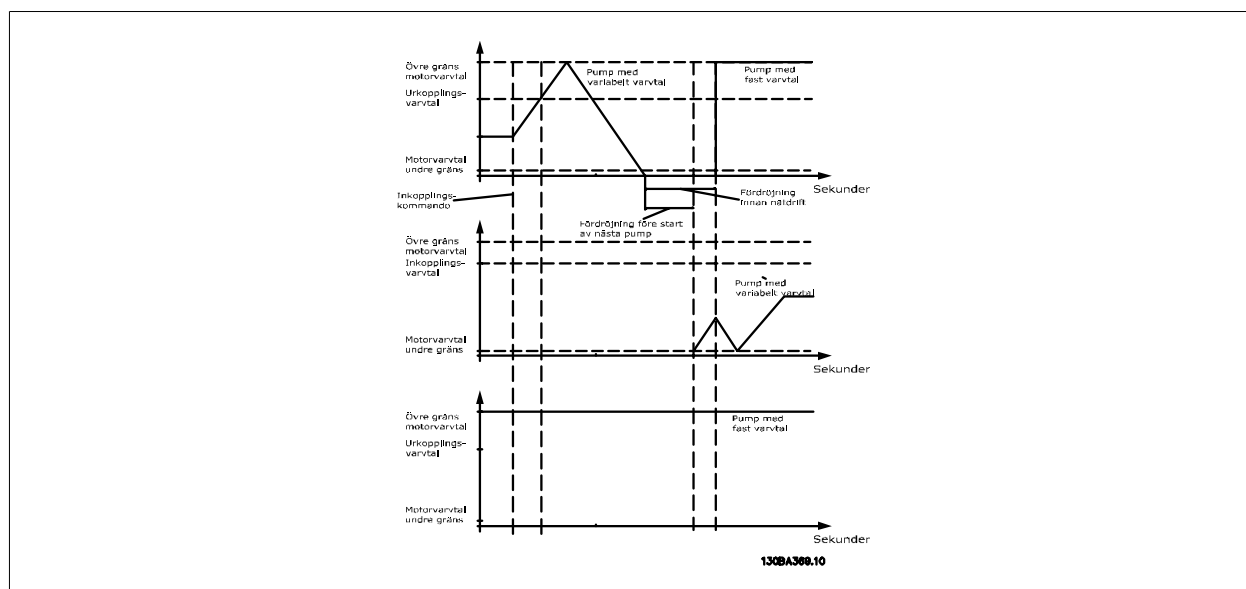 Övre gräns
motorvarvtal
Urkopplings-
varvtal
Motorvarvtal
undre gräns
Pump med
variabelt varvtal
Pump med
fast varvtal
Sekunder
Inkopplings-
kommando
Fördröjning
innan nätdrift
Fördröjning före start
av nästa pump
Övre gräns
motorvarvtal
Inkopplings-
varvtal
Motorvarvtal
undre gräns
Pump med
variabelt varvtal
Sekunder
Övre gräns
motorvarvtal
Urkopplings-
varvtal
Motorvarvtal
undre gräns
Pump med
fast varvtal
Sekunder
130BA369.10